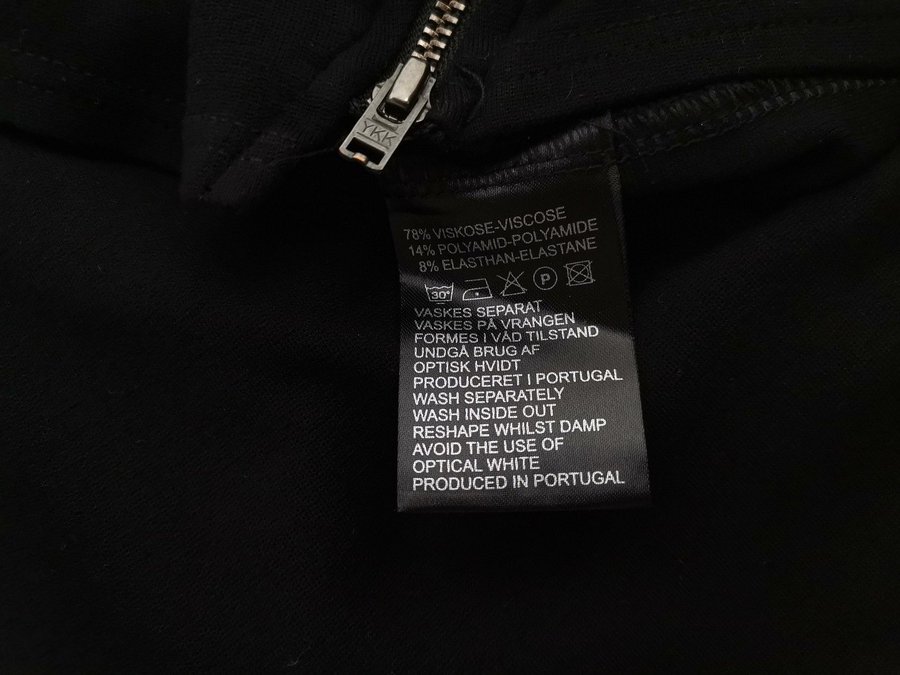 YKK
78% VISKOSE-VISCOSE
14% POLYAMID-POLYAMIDE
8% ELASTHAN-ELASTANE
30° P
VASKES SEPARAT
VASKES PÅ VRANGEN
FORMES I VÅD TILSTAND
UNDGÅ BRUG AF
OPTISK HVIDT
PRODUCERET I PORTUGAL
WASH SEPARATELY
WASH INSIDE OUT
RESHAPE WHILST DAMP
AVOID THE USE OF
OPTICAL WHITE
PRODUCED IN PORTUGAL